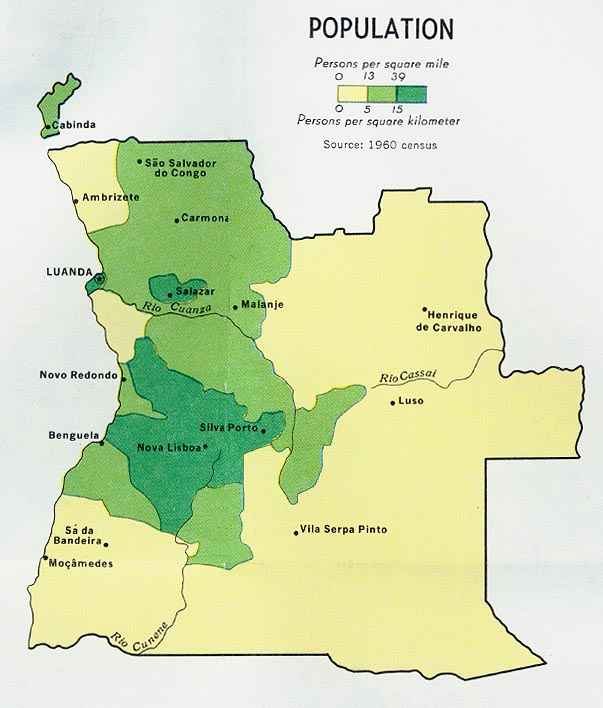 POPULATION
Persons per square mile
0 13 39
0 5 15
Persons per square kilometer
Source: 1960 census
Cabinda
São Salvador
do Congo
Ambrizete
Carmona
LUANDA
Salazar
Rio Cuanza
Malanje
Henrique
de Carvalho
Novo Redondo
Rio Cassai
Luso
Silva Porto
Benguela
Nova Lisboa
Sá da
Bandeira
Vila Serpa Pinto
Moçâmedes
Rio Cunene